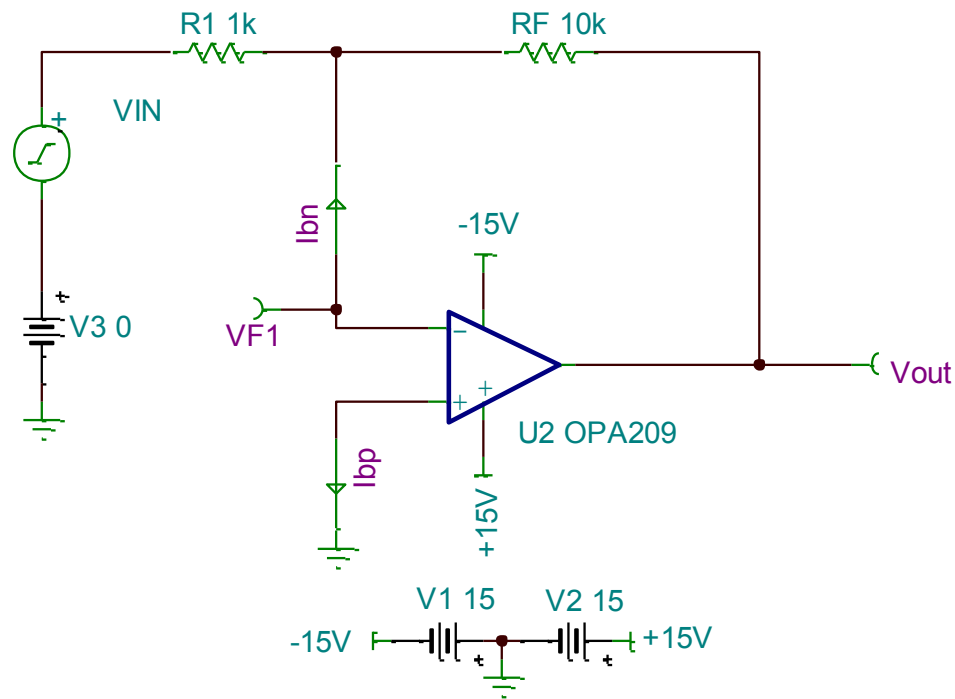 R1 1k
RF 10k
+
VIN
Ibn
-15V
+
V3 0
VF1
−
+
+
Vout
U2 OPA209
Ibp
+15V
V1 15
V2 15
-15V
+15V
+
+